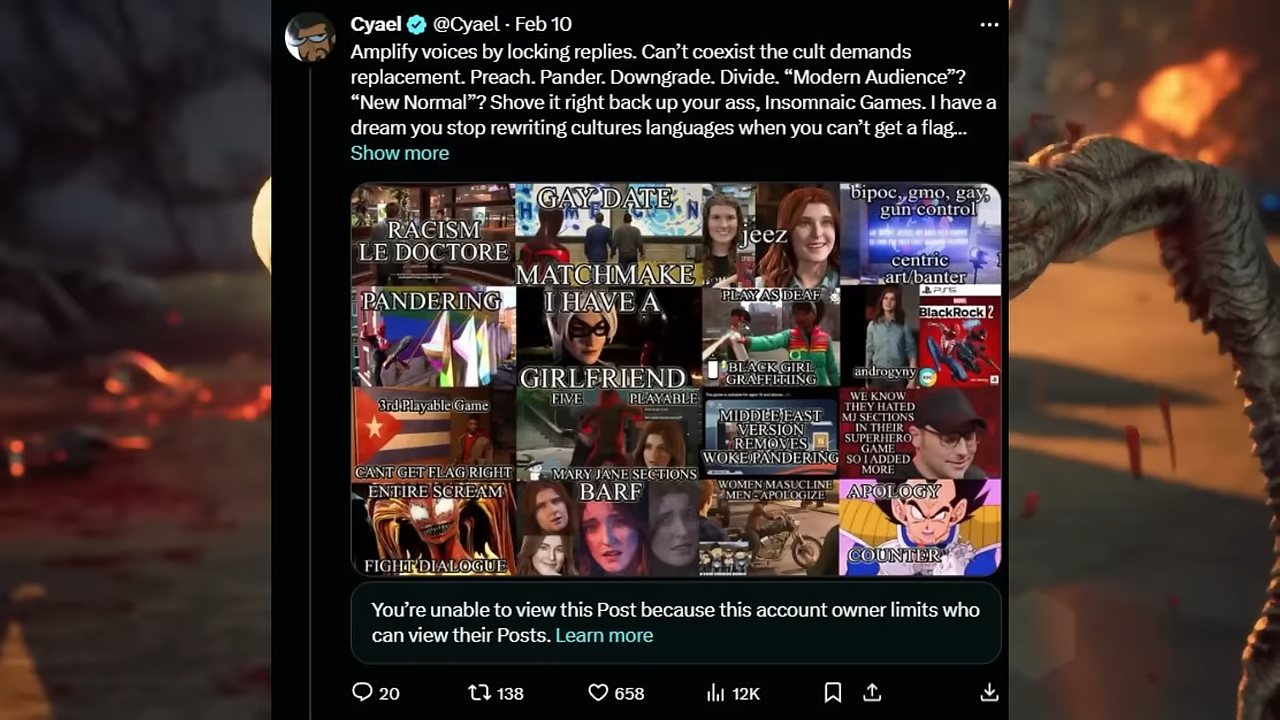 Cyael @Cyael · Feb 10
Amplify voices by locking replies. Can't coexist the cult demands
replacement. Preach. Pander. Downgrade. Divide. “Modern Audience”?
“New Normal”? Shove it right back up your ass, Insomnaic Games. I have a
dream you stop rewriting cultures languages when you can't get a flag...
Show more
RACISM
LE DOCTORE
GAY DATE
MATCHMAKE
jeez
bipoc, gmo, gay,
gun control
centric
art/banter
PANDERING
I HAVE A
GIRLFRIEND
PLAY AS DEAF
BLACK GIRL
GRAFFITIING
androgyny
PS5
MARVEL
BlackRock 2
3rd Playable Game
CANT GET FLAG RIGHT
FIVE PLAYABLE
MARY JANE SECTIONS
MIDDLE EAST
VERSION
REMOVES
WOKE/PANDERING
WE KNOW
THEY HATED
MJ SECTIONS
IN THEIR
SUPERHERO
GAME
SO I ADDED
MORE
ENTIRE SCREAM
FIGHT DIALOGUE
BARF
WOMEN MASUCLINE
MEN - APOLOGIZE
APOLOGY
COUNTER
You're unable to view this Post because this account owner limits who
can view their Posts. Learn more
20 138 658 12K